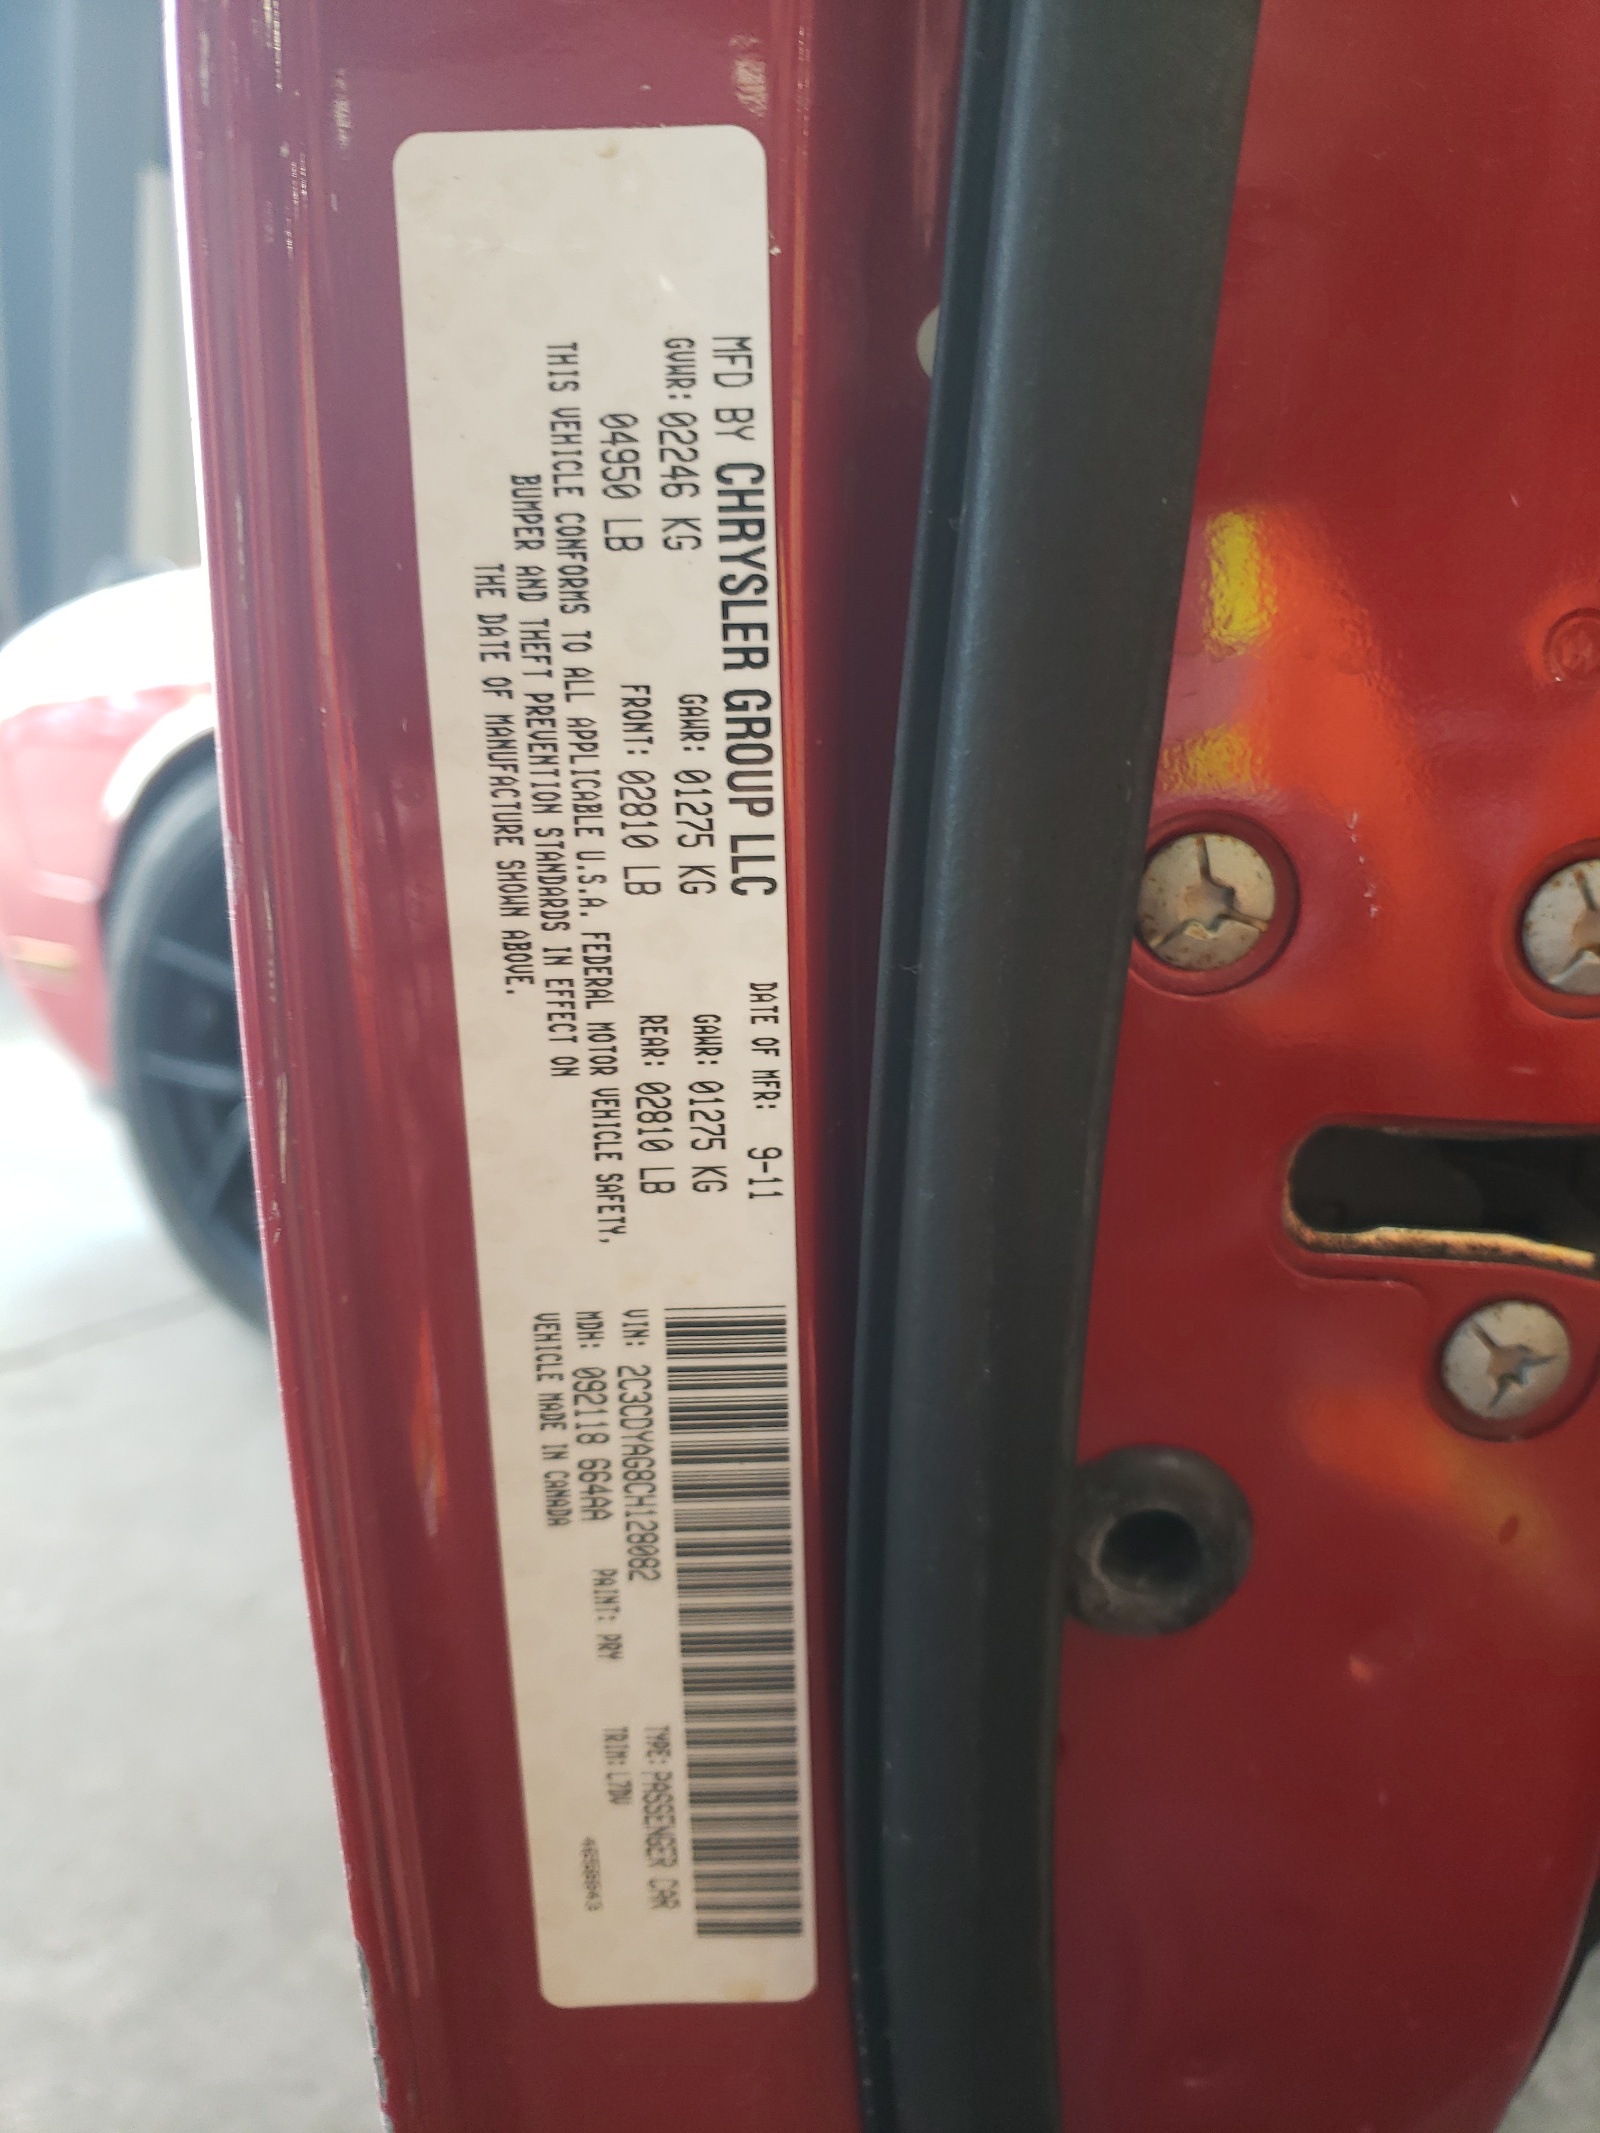 MFD BY CHRYSLER GROUP LLC DATE OF MFR: 9-11
GVWR: 02246 KG GAWR: 01275 KG GAWR: 01275 KG
04950 LB FRONT: 02810 LB REAR: 02810 LB
THIS VEHICLE CONFORMS TO ALL APPLICABLE U.S.A. FEDERAL MOTOR VEHICLE SAFETY,
BUMPER AND THEFT PREVENTION STANDARDS IN EFFECT ON
THE DATE OF MANUFACTURE SHOWN ABOVE.
VIN: 2C3CDYAG8CH128082 TYPE: PASSENGER CAR
MDH: 092118 664AA PAINT: PRY TRIM:
VEHICLE MADE IN CANADA